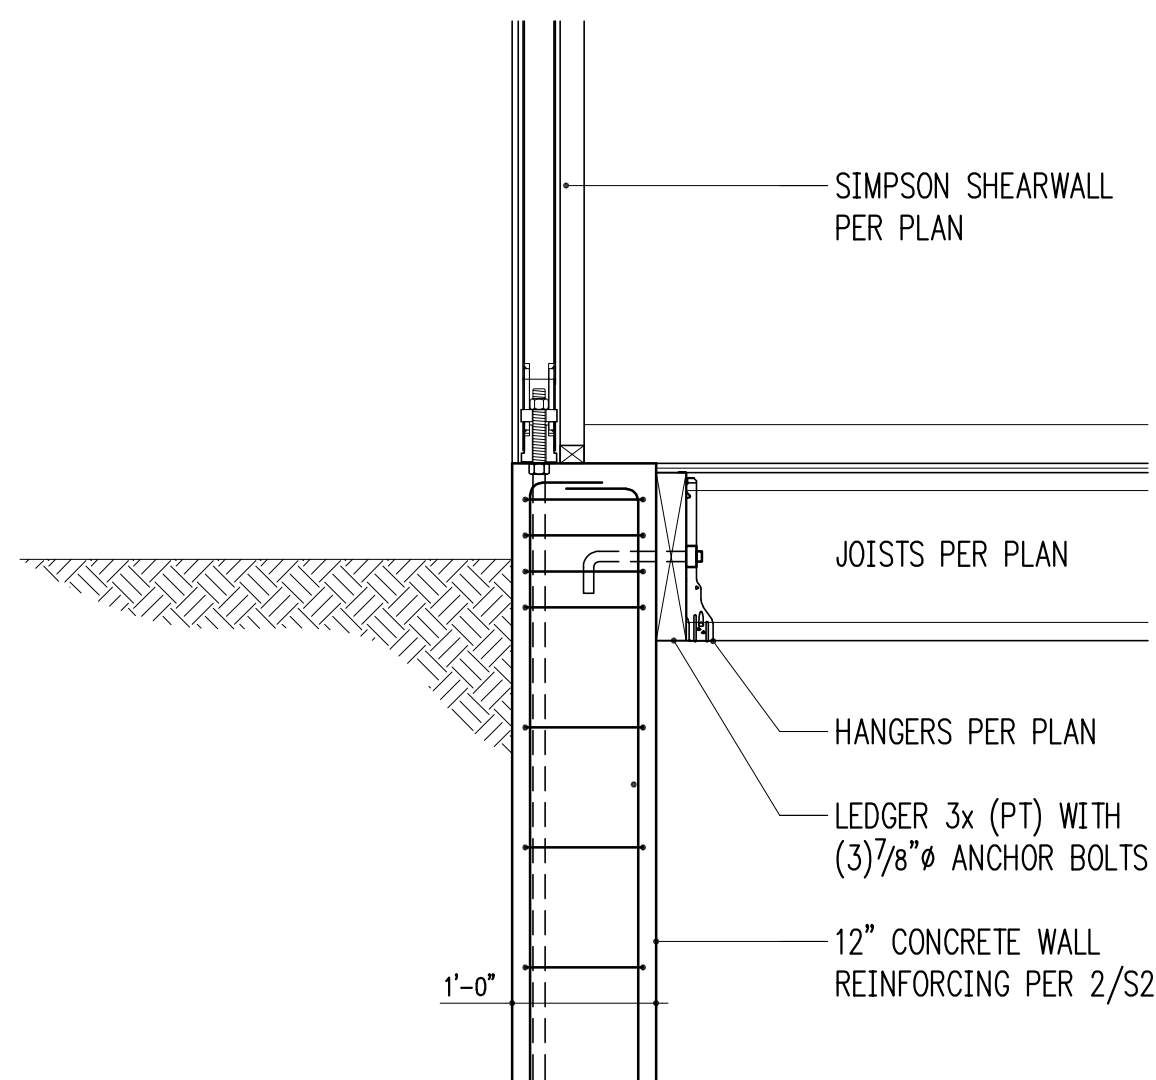 SIMPSON SHEARWALL
PER PLAN
JOISTS PER PLAN
HANGERS PER PLAN
LEDGER 3x (PT) WITH
(3)7/8"ø ANCHOR BOLTS
12" CONCRETE WALL
REINFORCING PER 2/S2
1'-0"